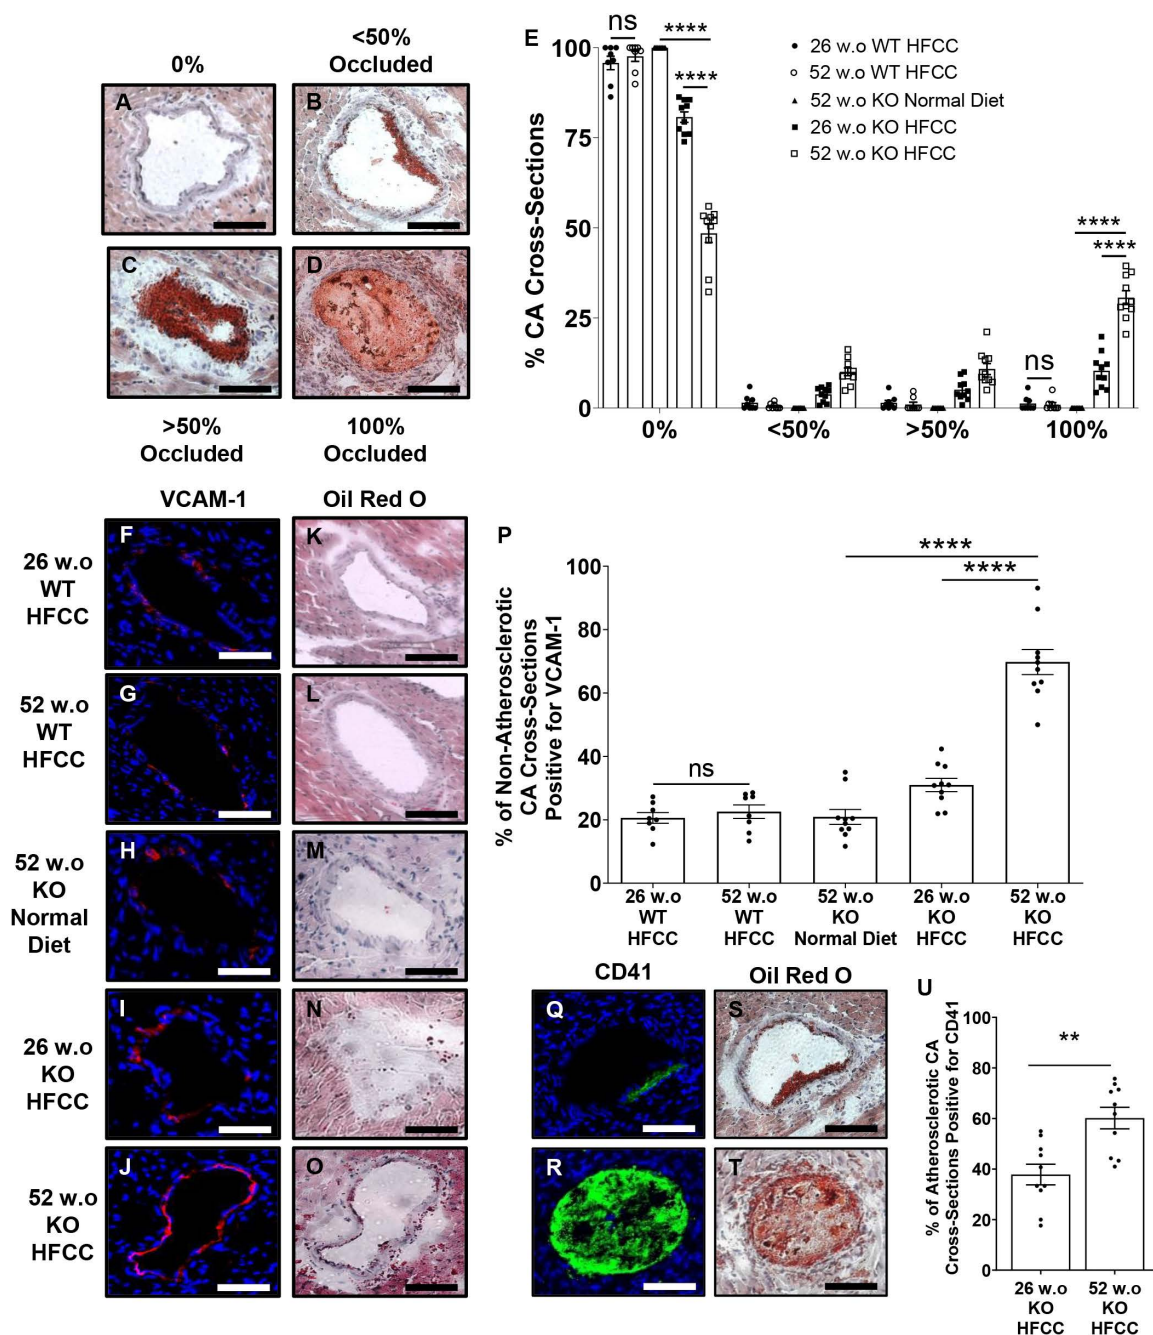 0%
<50%
Occluded
A
B
C
D
>50%
Occluded
100%
Occluded
E
% CA Cross-Sections
100
75
50
25
0
ns
****
****
ns
****
****
0%
<50%
>50%
100%
26 w.o WT HFCC
52 w.o WT HFCC
52 w.o KO Normal Diet
26 w.o KO HFCC
52 w.o KO HFCC
VCAM-1
Oil Red O
26 w.o
WT
HFCC
F
K
52 w.o
WT
HFCC
G
L
52 w.o
KO
Normal
Diet
H
M
26 w.o
KO
HFCC
I
N
52 w.o
KO
HFCC
J
O
P
% of Non-Atherosclerotic
CA Cross-Sections
Positive for VCAM-1
100
80
60
40
20
0
ns
****
****
26 w.o
WT
HFCC
52 w.o
WT
HFCC
52 w.o
KO
Normal Diet
26 w.o
KO
HFCC
52 w.o
KO
HFCC
CD41
Oil Red O
Q
S
R
T
U
% of Atherosclerotic CA
Cross-Sections Positive for CD41
100
80
60
40
20
0
**
26 w.o
KO
HFCC
52 w.o
KO
HFCC